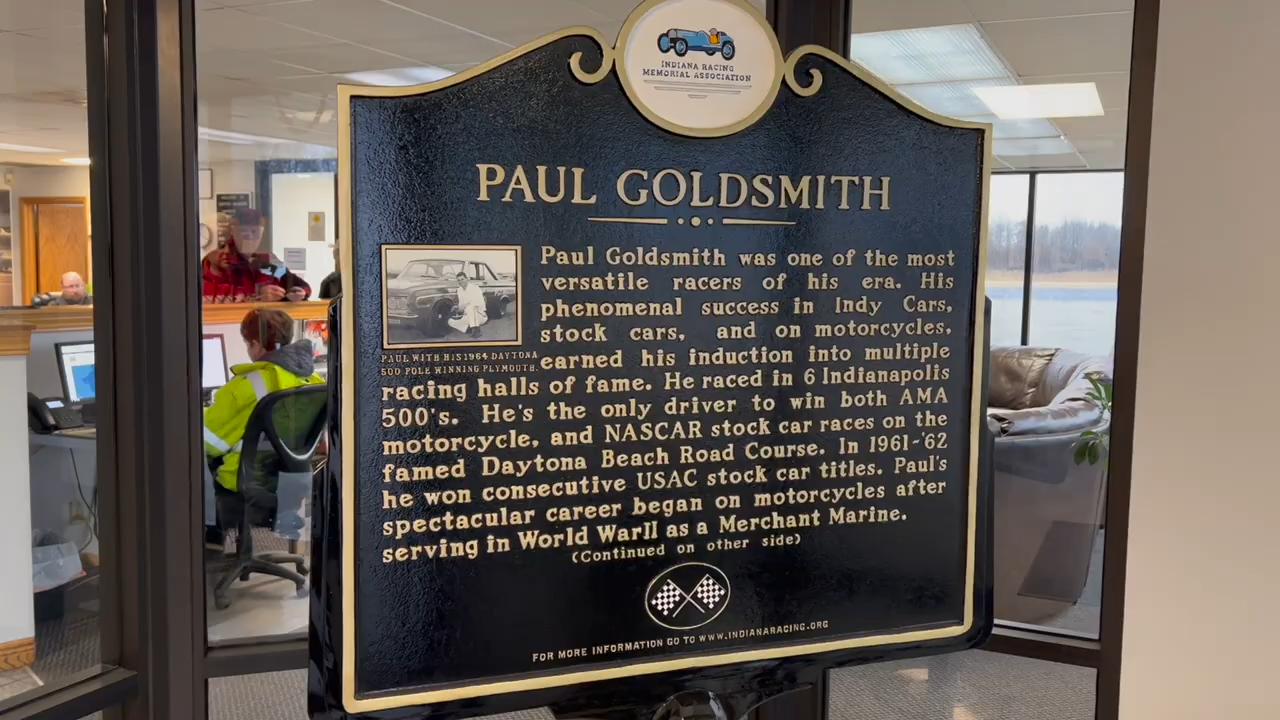 INDIANA RACING
MEMORIAL ASSOCIATION
PAUL GOLDSMITH
Paul Goldsmith was one of the most
versatile racers of his era. His
phenomenal success in Indy Cars,
stock cars, and on motorcycles,
earned his induction into multiple
PAUL WITH HIS 1964 DAYTONA
500 POLE WINNING PLYMOUTH.
racing halls of fame. He raced in 6 Indianapolis
500's. He's the only driver to win both AMA
motorcycle, and NASCAR stock car races on the
famed Daytona Beach Road Course. In 1961-'62
he won consecutive USAC stock car titles. Paul's
spectacular career began on motorcycles after
serving in World WarII as a Merchant Marine.
(Continued on other side)
FOR MORE INFORMATION GO TO WWW.INDIANARACING.ORG